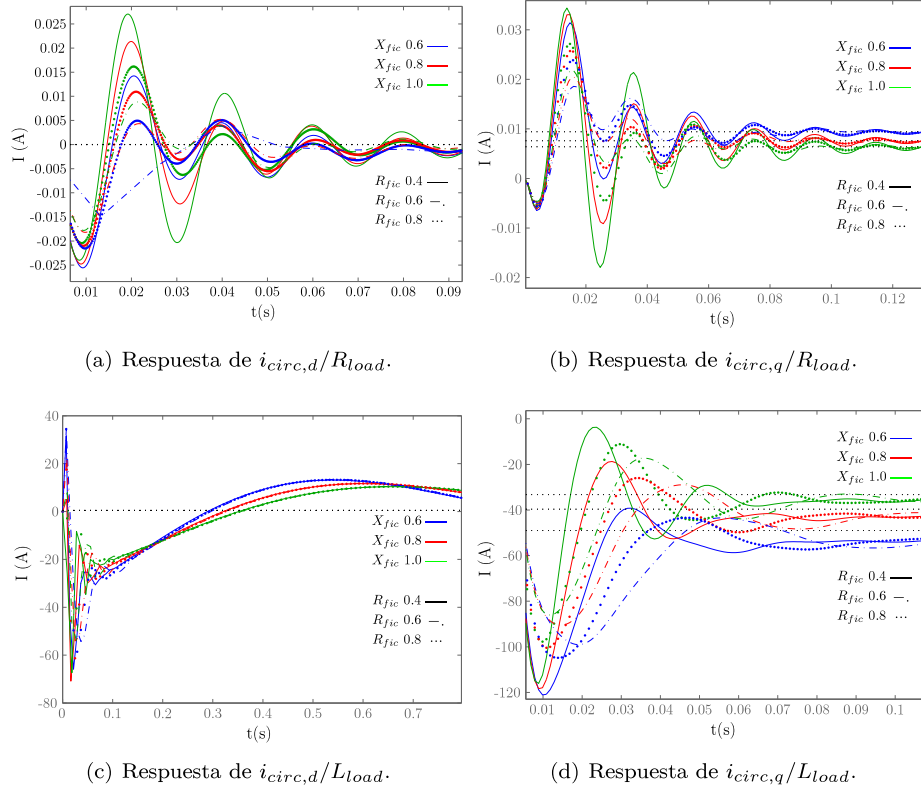 0.025
0.02
0.015
0.01
0.005
0
-0.005
-0.01
-0.015
-0.02
-0.025
I (A)
X_fic 0.6
X_fic 0.8
X_fic 1.0
R_fic 0.4
R_fic 0.6
R_fic 0.8
0.01 0.02 0.03 0.04 0.05 0.06 0.07 0.08 0.09
t(s)
(a) Respuesta de i_circ,d/R_load.
0.03
0.02
0.01
0
-0.01
-0.02
I (A)
X_fic 0.6
X_fic 0.8
X_fic 1.0
R_fic 0.4
R_fic 0.6
R_fic 0.8
0.02 0.04 0.06 0.08 0.1 0.12
t(s)
(b) Respuesta de i_circ,q/R_load.
40
20
0
-20
-40
-60
-80
I (A)
X_fic 0.6
X_fic 0.8
X_fic 1.0
R_fic 0.4
R_fic 0.6
R_fic 0.8
0 0.1 0.2 0.3 0.4 0.5 0.6 0.7
t(s)
(c) Respuesta de i_circ,d/L_load.
0
-20
-40
-60
-80
-100
-120
I (A)
X_fic 0.6
X_fic 0.8
X_fic 1.0
R_fic 0.4
R_fic 0.6
R_fic 0.8
0.01 0.02 0.03 0.04 0.05 0.06 0.07 0.08 0.09 0.1
t(s)
(d) Respuesta de i_circ,q/L_load.